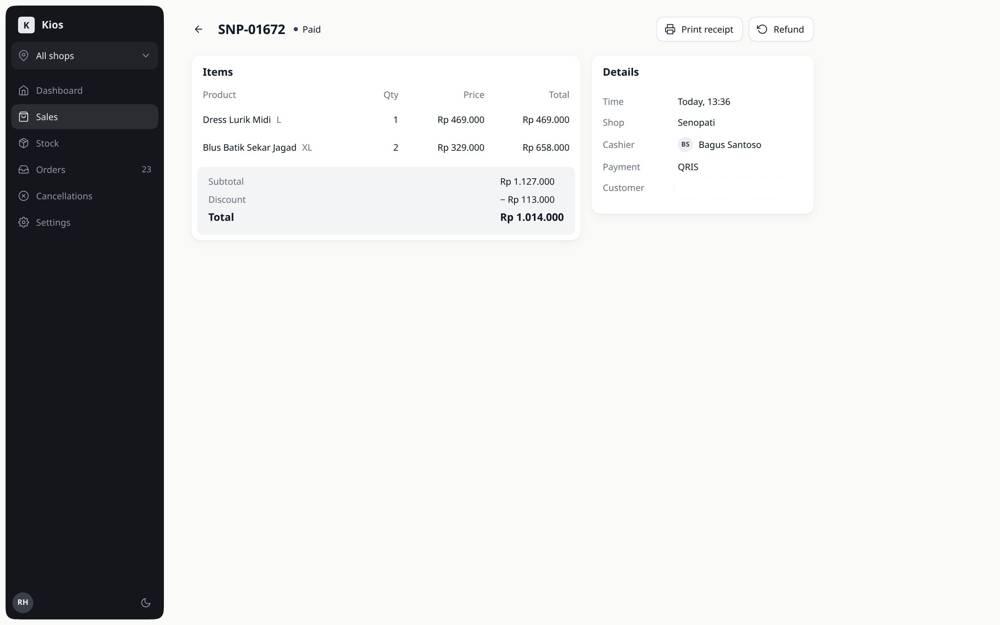 K Kios
All shops
Dashboard
Sales
Stock
Orders 23
Cancellations
Settings
RH
SNP-01672 • Paid
Print receipt
Refund
Items
Product Qty Price Total
Dress Lurik Midi L 1 Rp 469.000 Rp 469.000
Blus Batik Sekar Jagad XL 2 Rp 329.000 Rp 658.000
Subtotal Rp 1.127.000
Discount − Rp 113.000
Total Rp 1.014.000
Details
Time Today, 13:36
Shop Senopati
Cashier BS Bagus Santoso
Payment QRIS
Customer